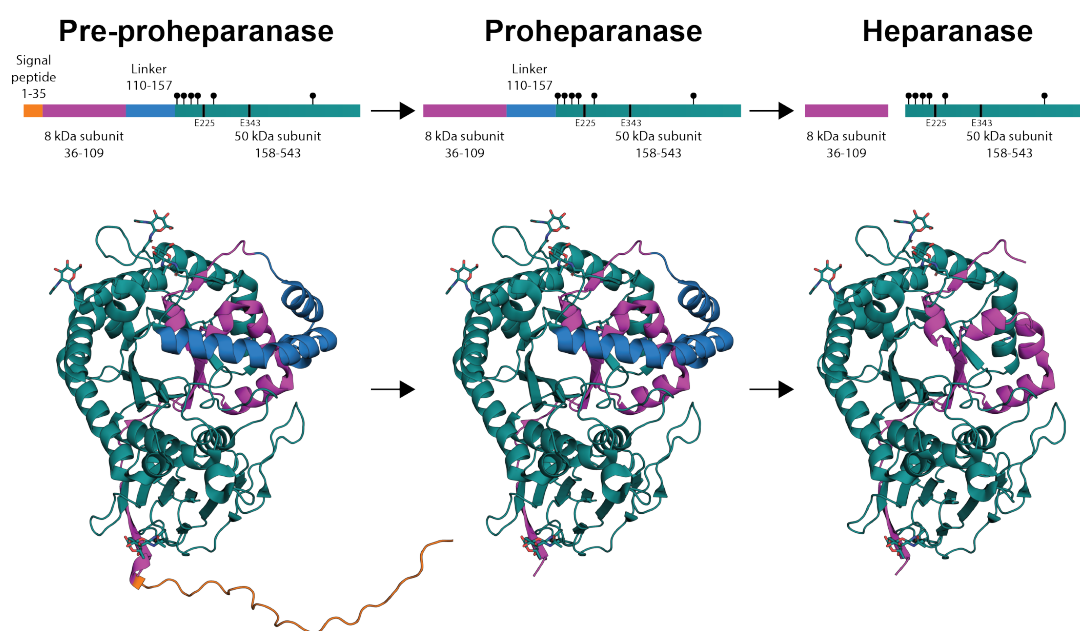 Pre-proheparanase
Proheparanase
Heparanase
Signal
peptide
1-35
Linker
110-157
E225
E343
8 kDa subunit
36-109
50 kDa subunit
158-543
Linker
110-157
E225
E343
8 kDa subunit
36-109
50 kDa subunit
158-543
E225
E343
8 kDa subunit
36-109
50 kDa subunit
158-543